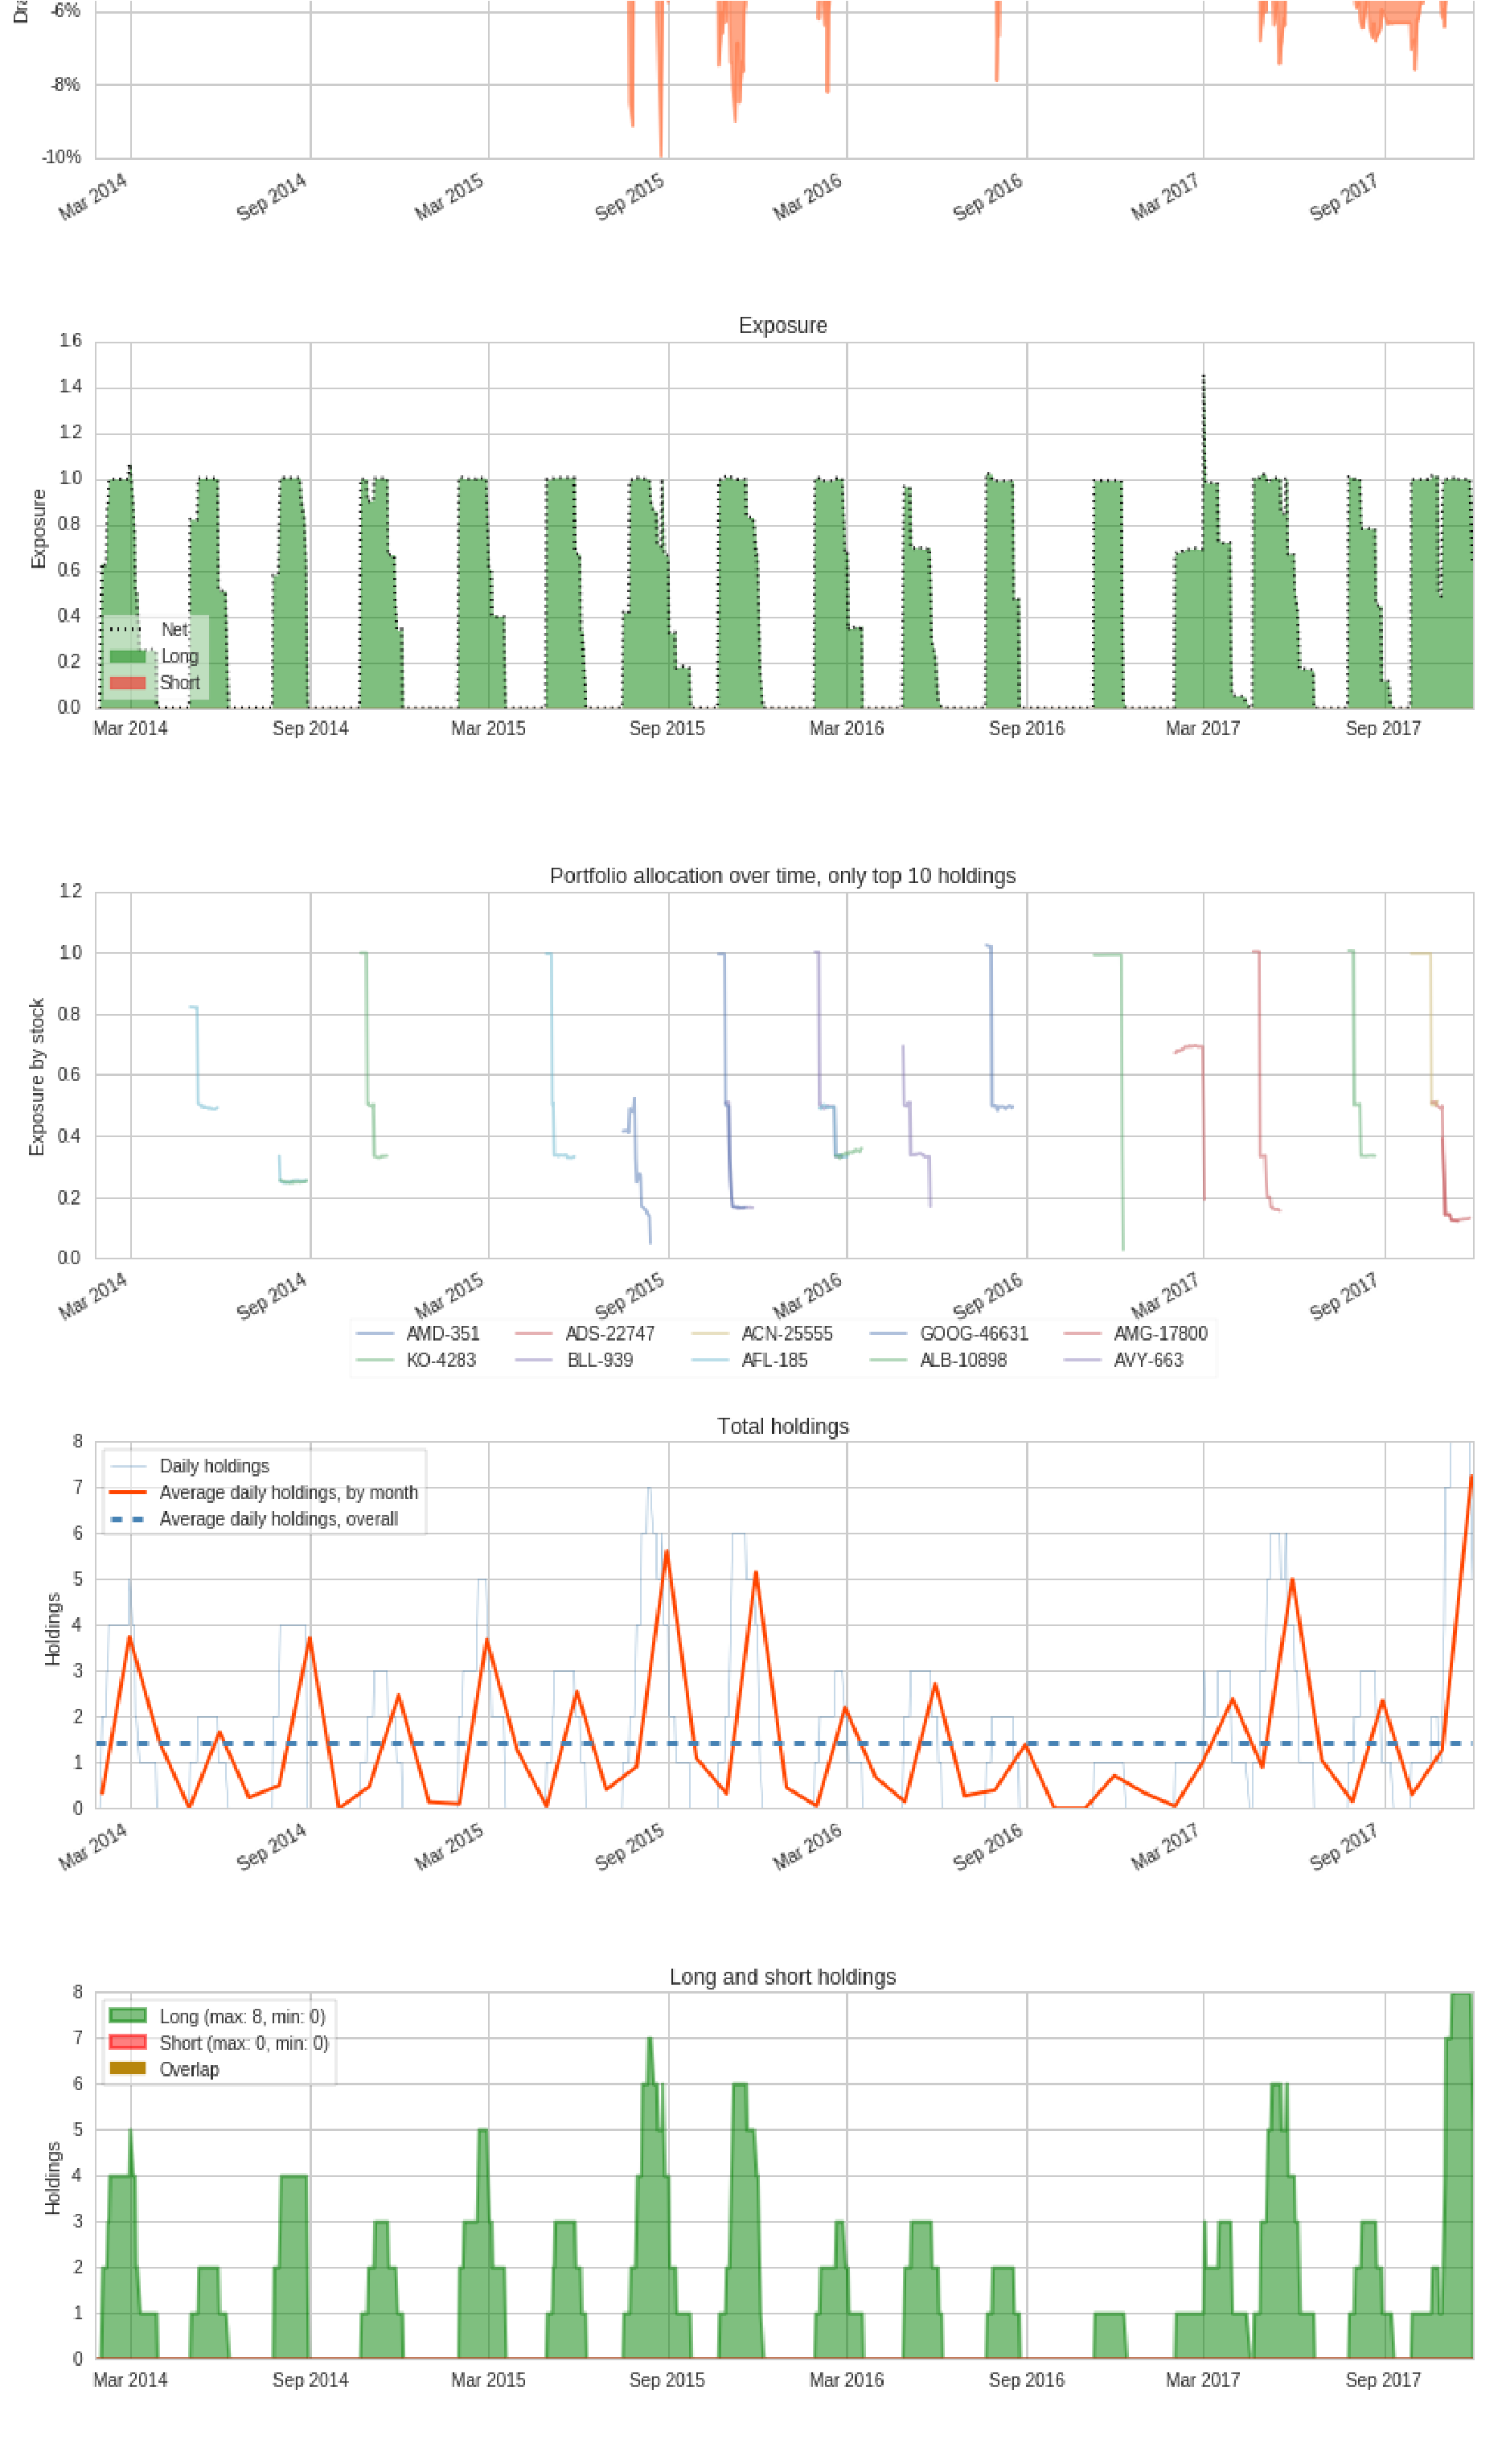 -6%
-8%
-10%
Mar 2014 Sep 2014 Mar 2015 Sep 2015 Mar 2016 Sep 2016 Mar 2017 Sep 2017
Exposure
1.6
1.4
1.2
1.0
0.8
0.6
0.4
0.2
0.0
Exposure
Net
Long
Short
Mar 2014 Sep 2014 Mar 2015 Sep 2015 Mar 2016 Sep 2016 Mar 2017 Sep 2017
Portfolio allocation over time, only top 10 holdings
1.2
1.0
0.8
0.6
0.4
0.2
0.0
Exposure by stock
Mar 2014 Sep 2014 Mar 2015 Sep 2015 Mar 2016 Sep 2016 Mar 2017 Sep 2017
AMD-351 ADS-22747 ACN-25555 GOOG-46631 AMG-17800
KO-4283 BLL-939 AFL-185 ALB-10898 AVY-663
Total holdings
8
7
6
5
4
3
2
1
0
Holdings
Daily holdings
Average daily holdings, by month
Average daily holdings, overall
Mar 2014 Sep 2014 Mar 2015 Sep 2015 Mar 2016 Sep 2016 Mar 2017 Sep 2017
Long and short holdings
8
7
6
5
4
3
2
1
0
Holdings
Long (max: 8, min: 0)
Short (max: 0, min: 0)
Overlap
Mar 2014 Sep 2014 Mar 2015 Sep 2015 Mar 2016 Sep 2016 Mar 2017 Sep 2017